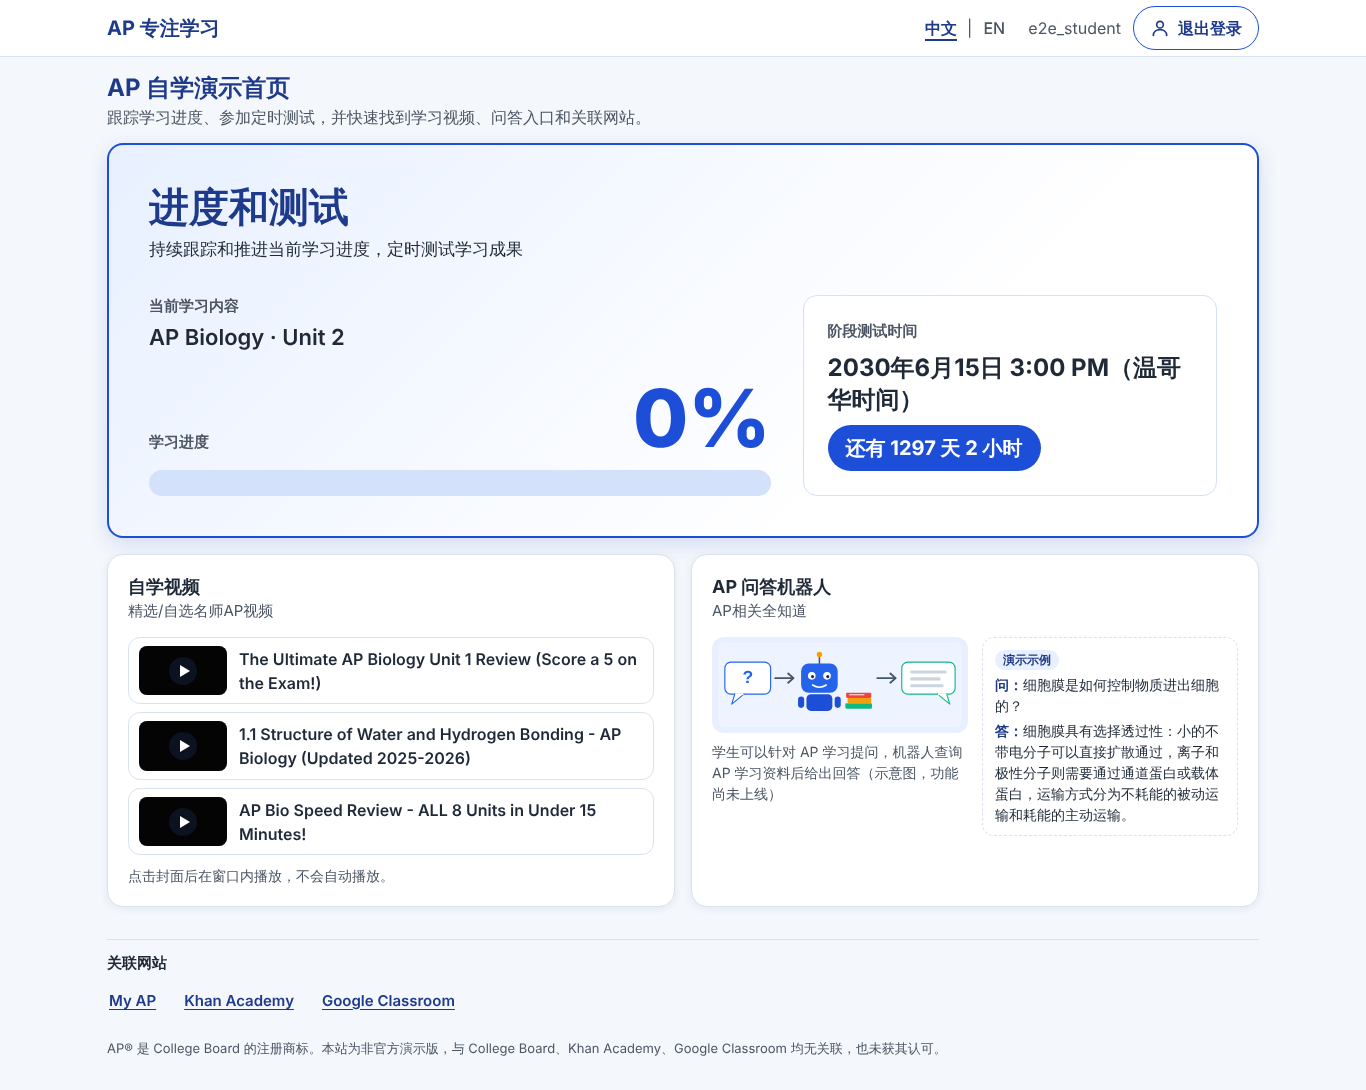 AP 专注学习
中文 | EN e2e_student 退出登录
AP 自学演示首页
跟踪学习进度、参加定时测试，并快速找到学习视频、问答入口和关联网站。
进度和测试
持续跟踪和推进当前学习进度，定时测试学习成果
当前学习内容
AP Biology · Unit 2
学习进度
0%
阶段测试时间
2030年6月15日 3:00 PM（温哥
华时间）
还有 1297 天 2 小时
自学视频
精选/自选名师AP视频
The Ultimate AP Biology Unit 1 Review (Score a 5 on
the Exam!)
1.1 Structure of Water and Hydrogen Bonding - AP
Biology (Updated 2025-2026)
AP Bio Speed Review - ALL 8 Units in Under 15
Minutes!
点击封面后在窗口内播放，不会自动播放。
AP 问答机器人
AP相关全知道
?
学生可以针对 AP 学习提问，机器人查询
AP 学习资料后给出回答（示意图，功能
尚未上线）
演示示例
问：细胞膜是如何控制物质进出细胞
的？
答：细胞膜具有选择透过性：小的不
带电分子可以直接扩散通过，离子和
极性分子则需要通过通道蛋白或载体
蛋白，运输方式分为不耗能的被动运
输和耗能的主动运输。
关联网站
My AP Khan Academy Google Classroom
AP® 是 College Board 的注册商标。本站为非官方演示版，与 College Board、Khan Academy、Google Classroom 均无关联，也未获其认可。